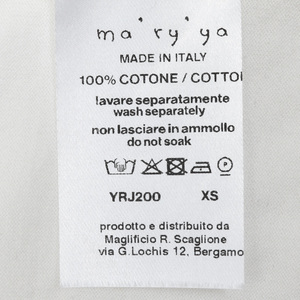 ma'ry'ya
MADE IN ITALY
100% COTONE / COTTO
lavare separatamente
wash separately
non lasciare in ammollo
do not soak
YRJ200 XS
prodotto e distribuito da
Maglificio R. Scaglione
via G.Lochis 12, Bergamo